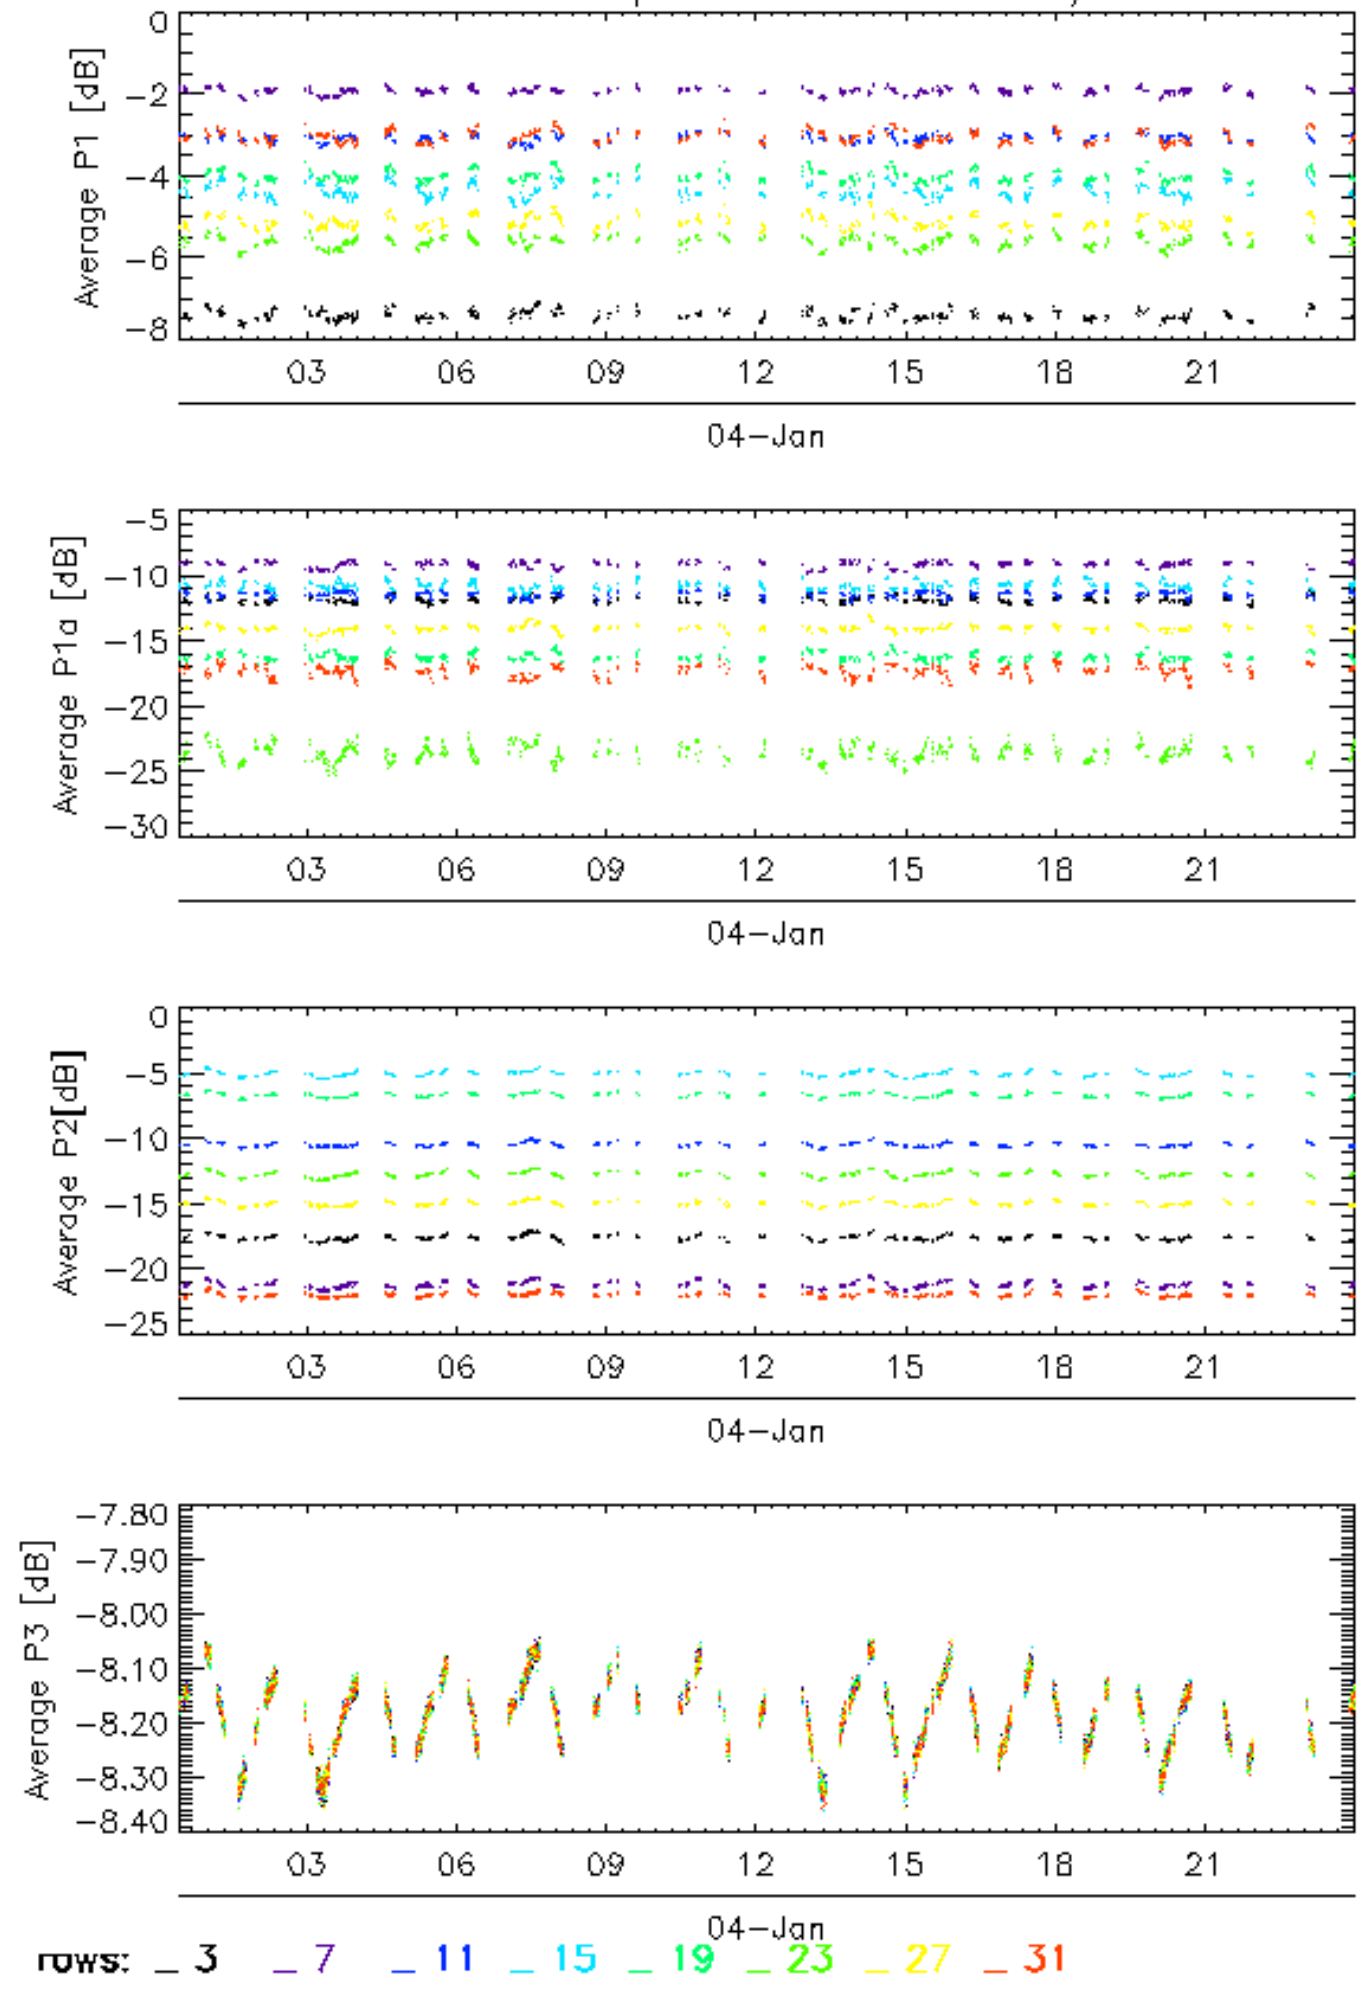 0
-2
-4
-6
-8
Average P1 [dB]
03 06 09 12 15 18 21
04-Jan
-5
-10
-15
-20
-25
-30
Average P1a [dB]
03 06 09 12 15 18 21
04-Jan
0
-5
-10
-15
-20
-25
Average P2[dB]
03 06 09 12 15 18 21
04-Jan
-7.80
-7.90
-8.00
-8.10
-8.20
-8.30
-8.40
Average P3 [dB]
03 06 09 12 15 18 21
04-Jan
rows: _ 3 _ 7 _ 11 _ 15 _ 19 _ 23 _ 27 _ 31